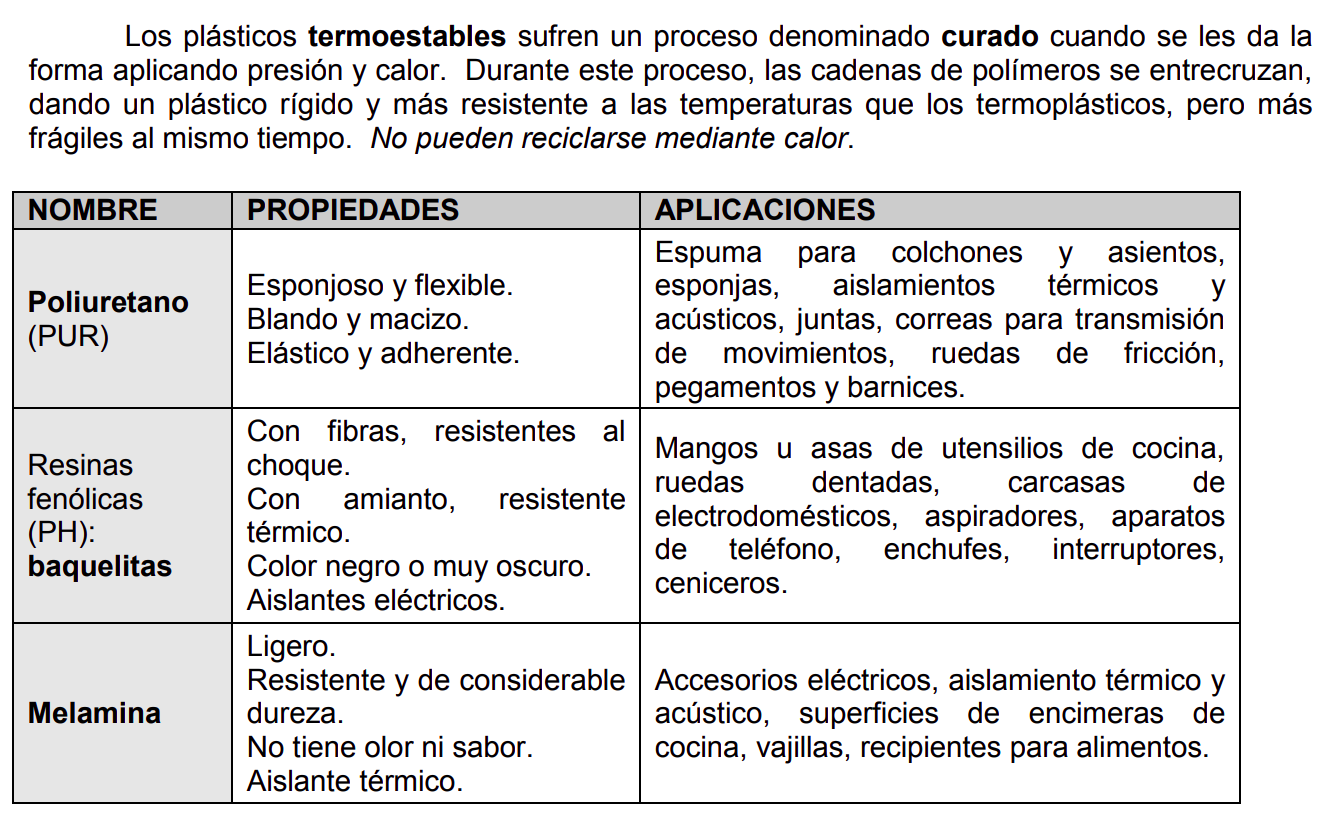 Los plásticos termoestables sufren un proceso denominado curado cuando se les da la
forma aplicando presión y calor. Durante este proceso, las cadenas de polímeros se entrecruzan,
dando un plástico rígido y más resistente a las temperaturas que los termoplásticos, pero más
frágiles al mismo tiempo. No pueden reciclarse mediante calor.
NOMBRE PROPIEDADES APLICACIONES
Poliuretano
(PUR)
Esponjoso y flexible.
Blando y macizo.
Elástico y adherente.
Espuma para colchones y asientos,
esponjas, aislamientos térmicos y
acústicos, juntas, correas para transmisión
de movimientos, ruedas de fricción,
pegamentos y barnices.
Resinas
fenólicas
(PH):
baquelitas
Con fibras, resistentes al
choque.
Con amianto, resistente
térmico.
Color negro o muy oscuro.
Aislantes eléctricos.
Mangos u asas de utensilios de cocina,
ruedas dentadas, carcasas de
electrodomésticos, aspiradores, aparatos
de teléfono, enchufes, interruptores,
ceniceros.
Melamina
Ligero.
Resistente y de considerable
dureza.
No tiene olor ni sabor.
Aislante térmico.
Accesorios eléctricos, aislamiento térmico y
acústico, superficies de encimeras de
cocina, vajillas, recipientes para alimentos.